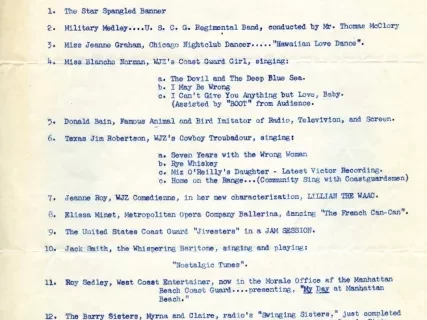 1. The Star Spangled Banner
2. Military Medley....U. S. C. G. Regimental Band, conducted by Mr. Thomas McClory
3. Miss Jeanne Graham, Chicago Nightclub Dancer....."Hawaiian Love Dance".
4. Miss Blanche Norman, WJZ's Coast Guard Girl, singing:
a. The Devil and The Deep Blue Sea.
b. I May Be Wrong
c. I Can't Give You Anything but Love, Baby.
(Assisted by "BOOT" from Audience.
5. Donald Bain, Famous Animal and Bird Imitator of Radio, Television, and Screen.
6. Texas Jim Robertson, WJZ's Cowboy Troubadour, singing:
a. Seven Years with the Wrong Woman
b. Rye Whiskey
c. Miz O'Reilly's Daughter - Latest Victor Recording.
c. Home on the Range...(Community Sing with Coastguardsmen)
7. Jeanne Roy, WJZ Comedienne, in her new characterization, LILLIAN THE WAAC.
8. Elissa Minet, Metropolitan Opera Company Ballerina, dancing "The French Can-Can".
9. The United States Coast Guard "Jivesters" in a JAM SESSION.
10. Jack Smith, the Whispering Baritone, singing and playing:
"Nostalgic Tunes".
11. Roy Sedley, West Coast Entertainer, now in the Morale Office of the Manhattan
Beach Coast Guard....presenting, "My Day at Manhattan
Beach."
12. The Barry Sisters, Myrna and Claire, radio's "Swinging Sisters," just completed